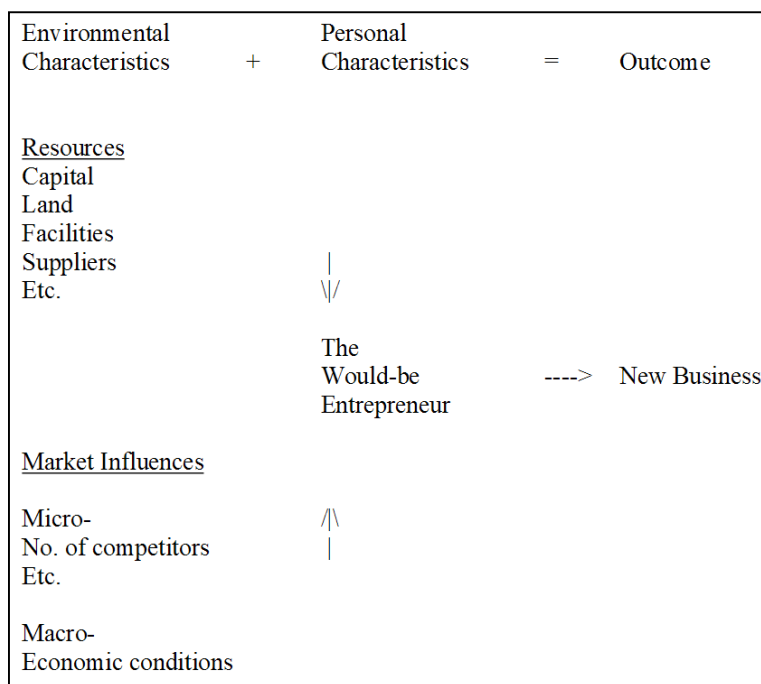 Environmental Personal
Characteristics + Characteristics = Outcome
Resources
Capital
Land
Facilities
Suppliers |
Etc. \|/
The
Would-be ----> New Business
Entrepreneur
Market Influences
Micro- /|\
No. of competitors |
Etc.
Macro-
Economic conditions